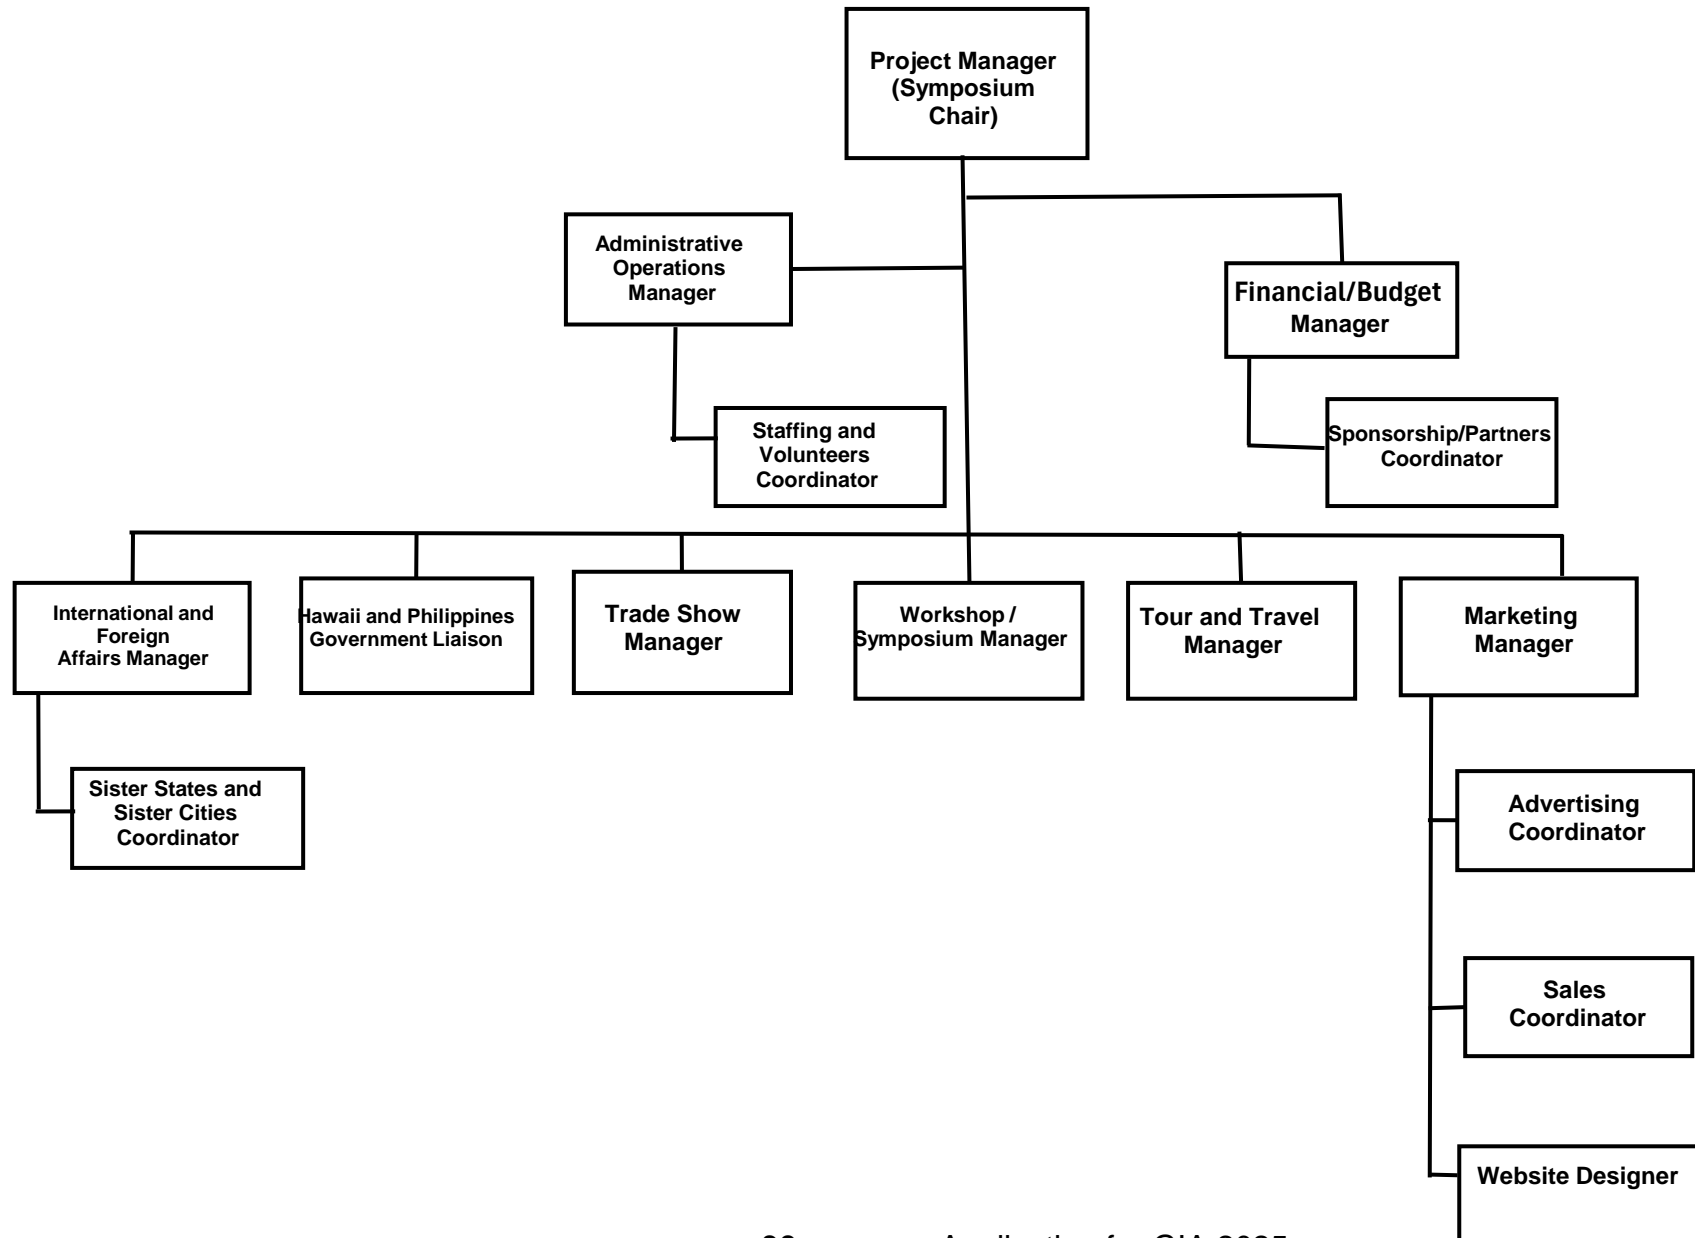 Project Manager
(Symposium
Chair)
Administrative
Operations
Manager
Financial/Budget
Manager
Staffing and
Volunteers
Coordinator
Sponsorship/Partners
Coordinator
International and
Foreign
Affairs Manager
Hawaii and Philippines
Government Liaison
Trade Show
Manager
Workshop /
Symposium Manager
Tour and Travel
Manager
Marketing
Manager
Sister States and
Sister Cities
Coordinator
Advertising
Coordinator
Sales
Coordinator
Website Designer